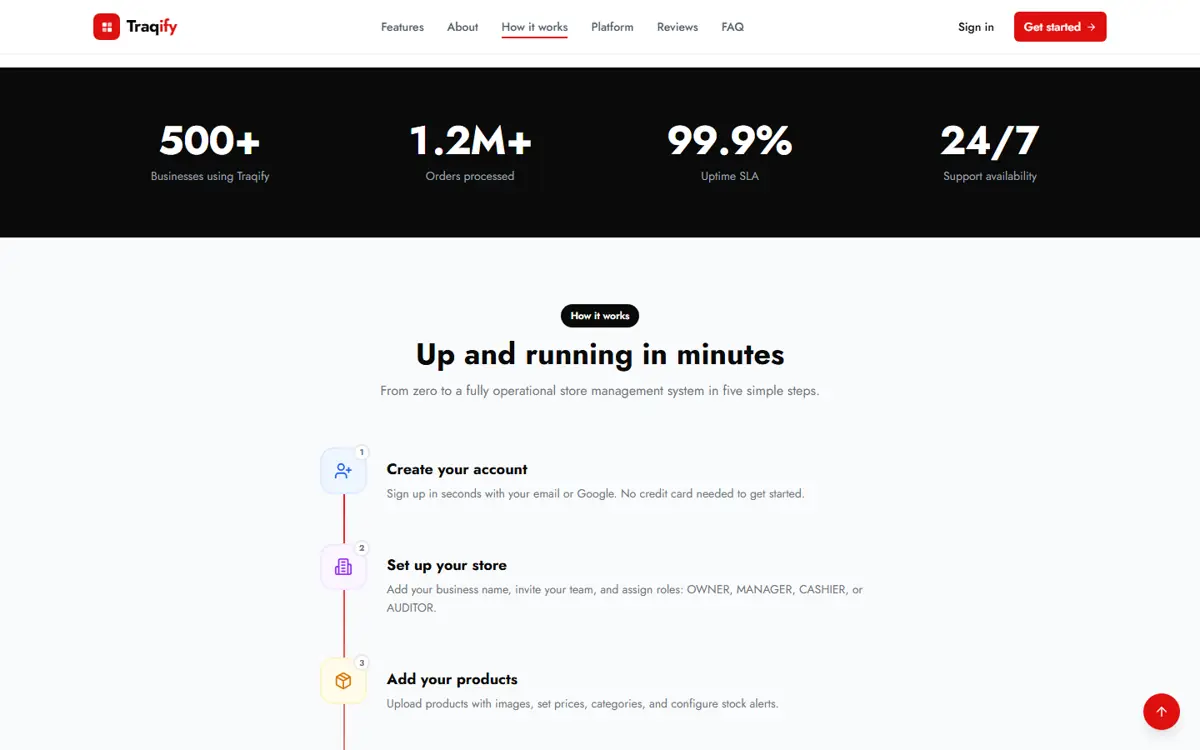 Traqify
Features
About
How it works
Platform
Reviews
FAQ
Sign in
Get started →
500+
Businesses using Traqify
1.2M+
Orders processed
99.9%
Uptime SLA
24/7
Support availability
How it works
Up and running in minutes
From zero to a fully operational store management system in five simple steps.
1
Create your account
Sign up in seconds with your email or Google. No credit card needed to get started.
2
Set up your store
Add your business name, invite your team, and assign roles: OWNER, MANAGER, CASHIER, or
AUDITOR.
3
Add your products
Upload products with images, set prices, categories, and configure stock alerts.